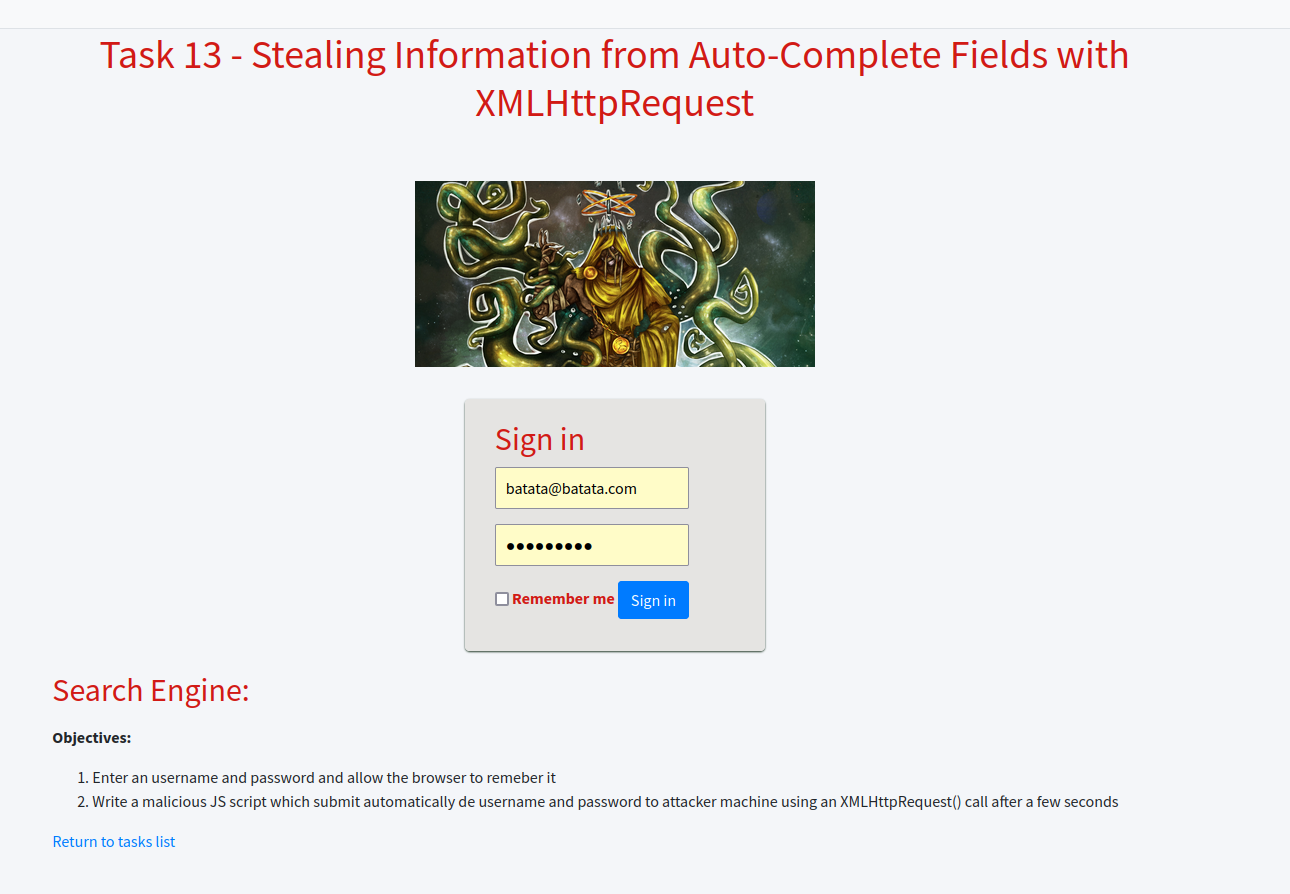 Task 13 - Stealing Information from Auto-Complete Fields with
XMLHttpRequest
Sign in
batata@batata.com
●●●●●●●●●
Remember me Sign in
Search Engine:
Objectives:
1. Enter an username and password and allow the browser to remeber it
2. Write a malicious JS script which submit automatically de username and password to attacker machine using an XMLHttpRequest() call after a few seconds
Return to tasks list